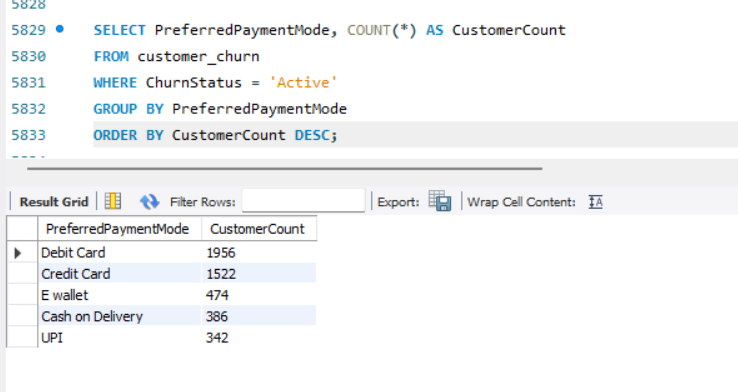 5828
5829 SELECT PreferredPaymentMode, COUNT(*) AS CustomerCount
5830 FROM customer_churn
5831 WHERE ChurnStatus = 'Active'
5832 GROUP BY PreferredPaymentMode
5833 ORDER BY CustomerCount DESC;
Result Grid Filter Rows: Export: Wrap Cell Content: IA
PreferredPaymentMode CustomerCount
Debit Card 1956
Credit Card 1522
E wallet 474
Cash on Delivery 386
UPI 342